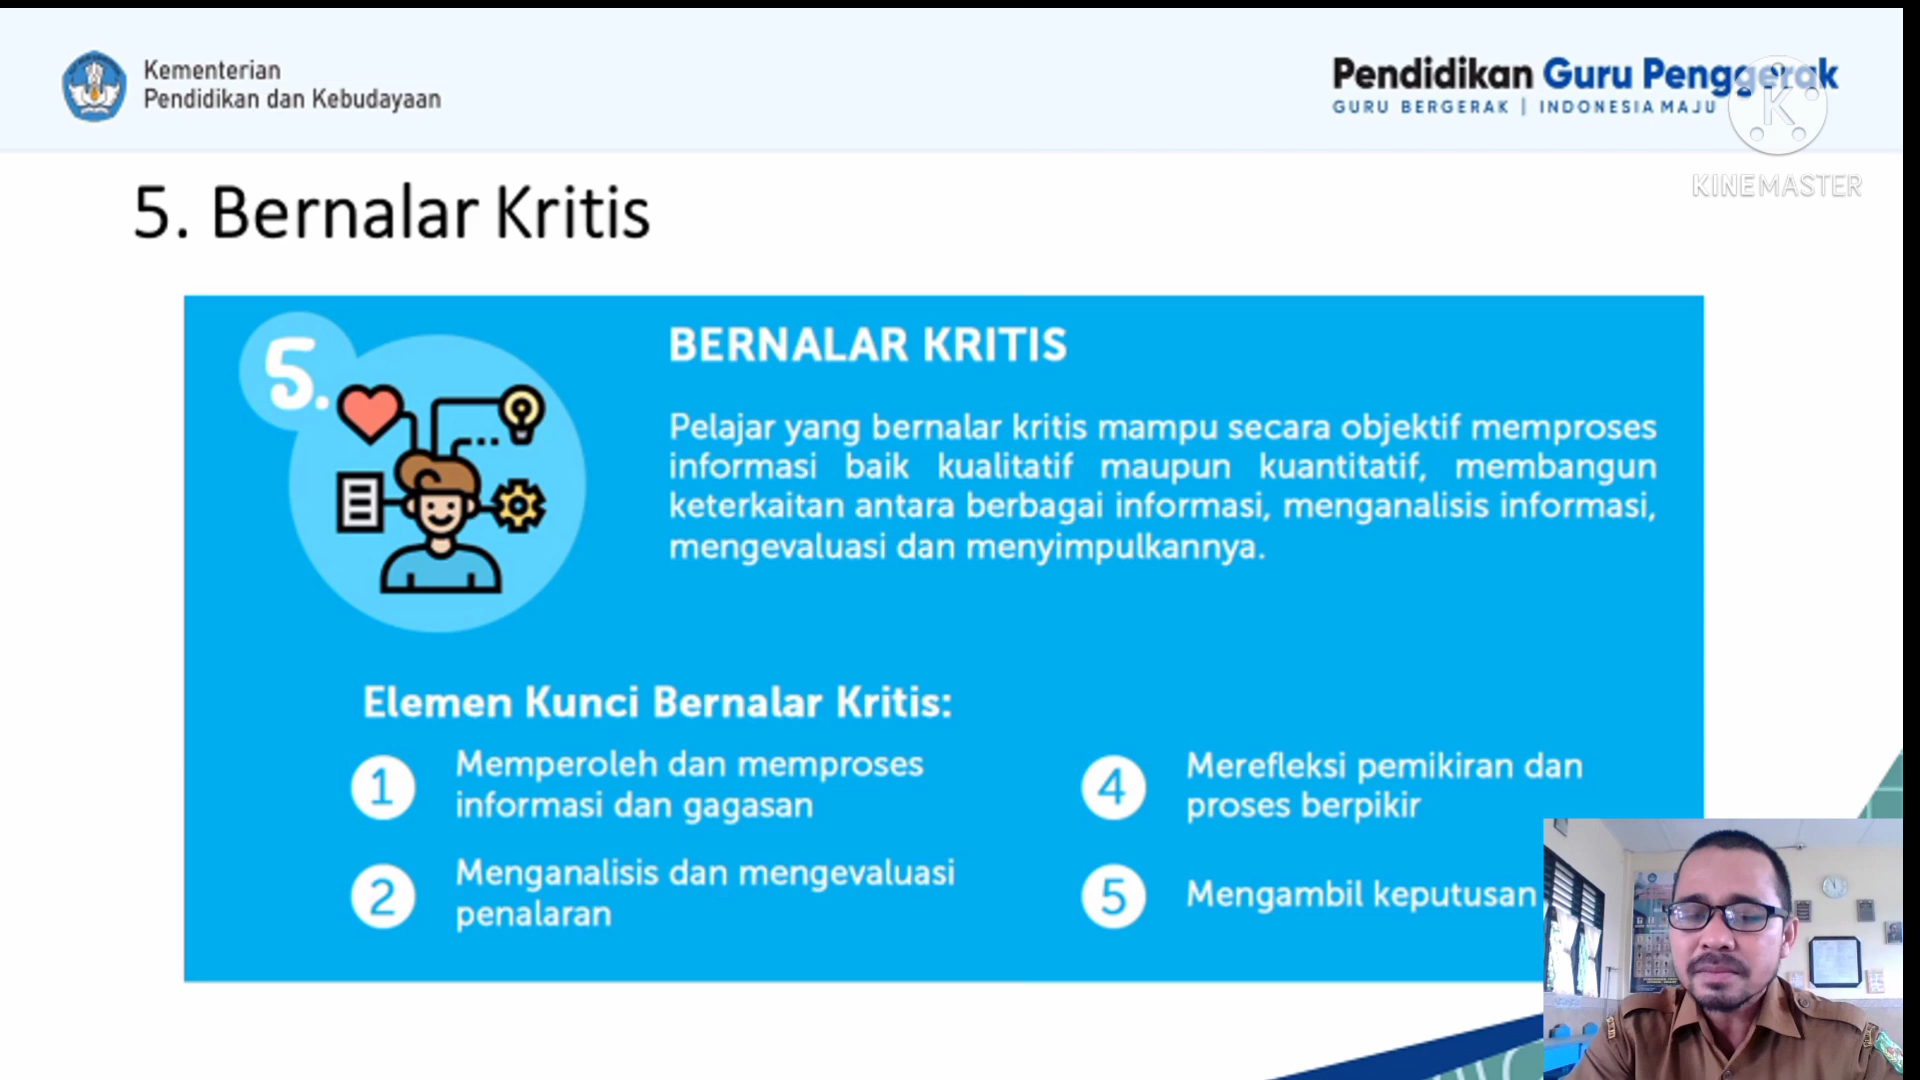 Kementerian
Pendidikan dan Kebudayaan
Pendidikan Guru Penggerak
GURU BERGERAK | INDONESIA MAJU
K
KINEMASTER
5. Bernalar Kritis
5.
BERNALAR KRITIS
Pelajar yang bernalar kritis mampu secara objektif memproses
informasi baik kualitatif maupun kuantitatif, membangun
keterkaitan antara berbagai informasi, menganalisis informasi,
mengevaluasi dan menyimpulkannya.
Elemen Kunci Bernalar Kritis:
1 Memperoleh dan memproses
informasi dan gagasan
2 Menganalisis dan mengevaluasi
penalaran
4 Merefleksi pemikiran dan
proses berpikir
5 Mengambil keputusan